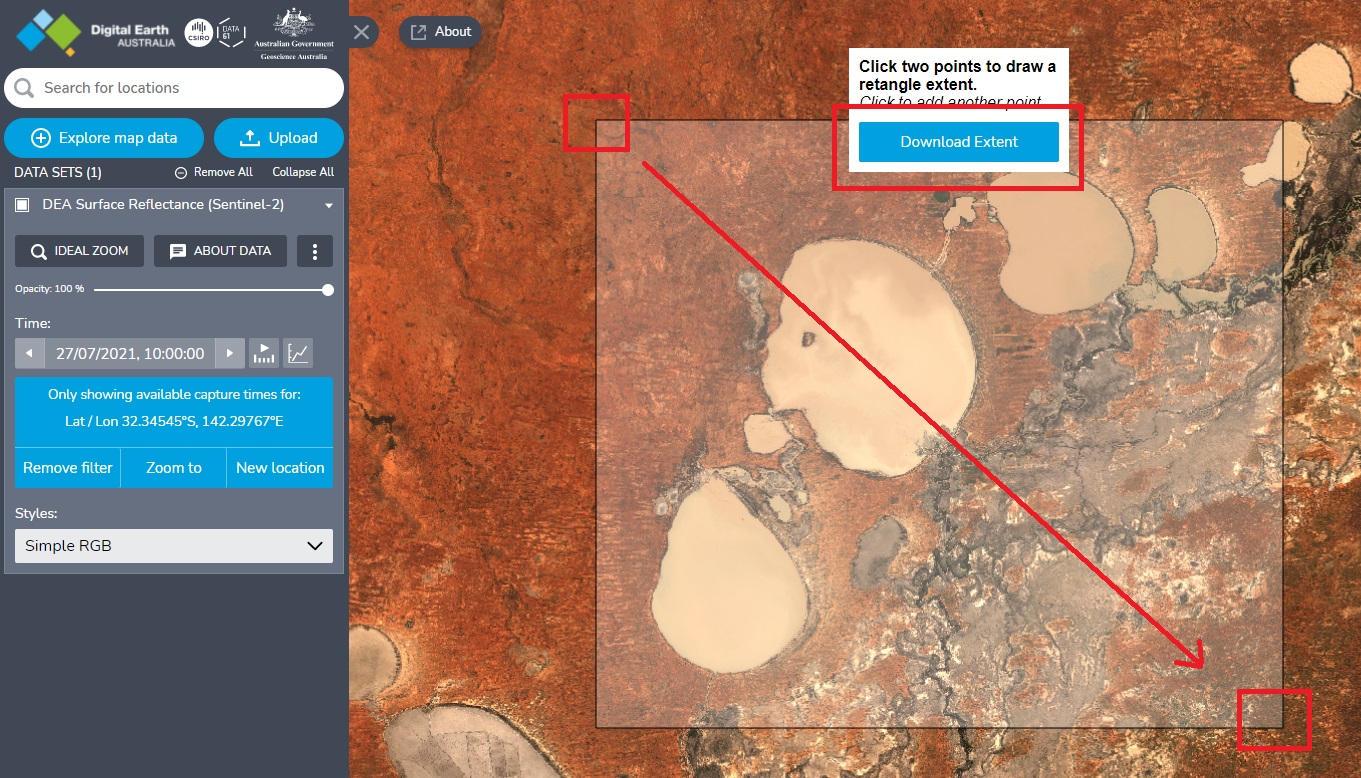 Digital Earth
AUSTRALIA
CSIRO
DATA
61
Australian Government
Geoscience Australia
About
Search for locations
Explore map data
Upload
DATA SETS (1)
Remove All
Collapse All
DEA Surface Reflectance (Sentinel-2)
IDEAL ZOOM
ABOUT DATA
Opacity: 100 %
Time:
27/07/2021, 10:00:00
Only showing available capture times for:
Lat / Lon 32.34545°S, 142.29767°E
Remove filter
Zoom to
New location
Styles:
Simple RGB
Click two points to draw a
retangle extent.
Click to add another point
Download Extent